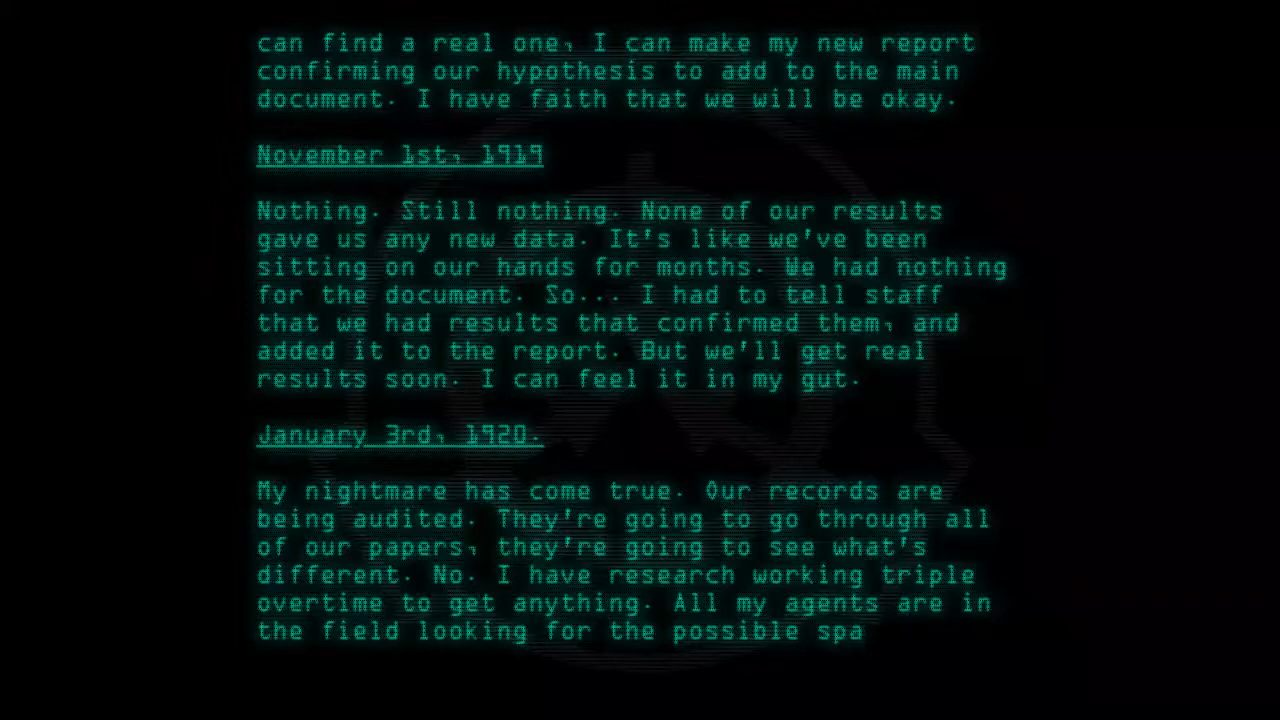 can find a real one, I can make my new report
confirming our hypothesis to add to the main
document. I have faith that we will be okay.
November 1st, 1919
Nothing. Still nothing. None of our results
gave us any new data. It's like we've been
sitting on our hands for months. We had nothing
for the document. So... I had to tell staff
that we had results that confirmed them, and
added it to the report. But we'll get real
results soon. I can feel it in my gut.
January 3rd, 1920.
My nightmare has come true. Our records are
being audited. They're going to go through all
of our papers, they're going to see what's
different. No. I have research working triple
overtime to get anything. All my agents are in
the field looking for the possible spa